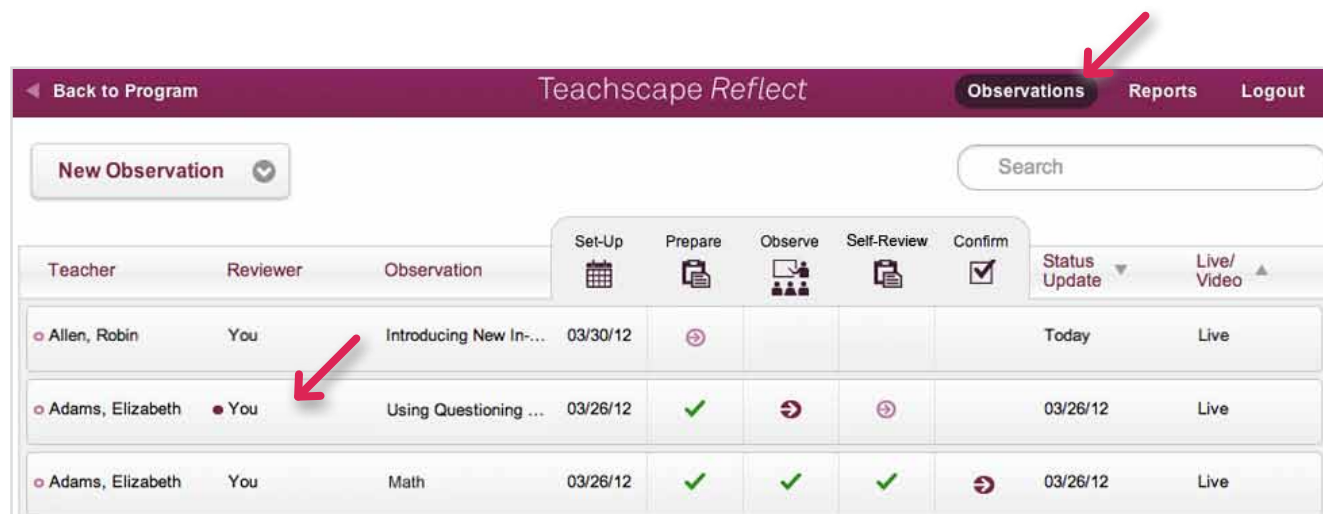 Back to Program Teachscape Reflect Observations Reports Logout
New Observation Search
Set-Up Prepare Observe Self-Review Confirm
Teacher Reviewer Observation Status Update Live/Video
Allen, Robin You Introducing New In-... 03/30/12 Today Live
Adams, Elizabeth You Using Questioning ... 03/26/12 03/26/12 Live
Adams, Elizabeth You Math 03/26/12 03/26/12 Live